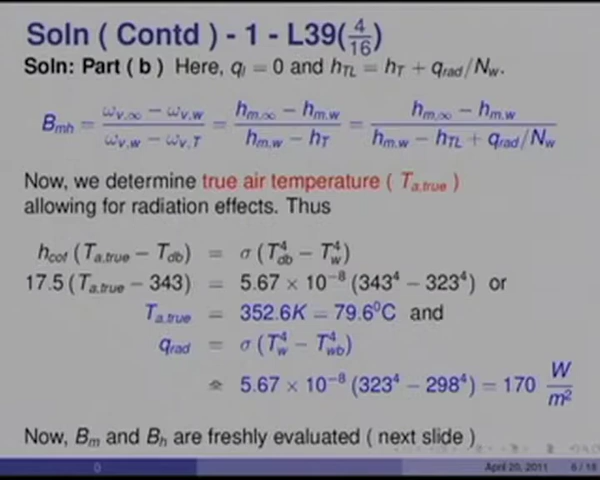 Soln ( Contd ) - 1 - L39(4/16)
Soln: Part ( b ) Here, q_l = 0 and h_TL = h_T + q_rad/N_w.
B_mh = (ω_v,∞ − ω_v,w)/(ω_v,w − ω_v,T) = (h_m,∞ − h_m,w)/(h_m,w − h_T) = (h_m,∞ − h_m,w)/(h_m,w − h_TL + q_rad/N_w)
Now, we determine true air temperature ( T_a,true )
allowing for radiation effects. Thus
h_cof (T_a,true − T_db) = σ (T_db^4 − T_w^4)
17.5 (T_a,true − 343) = 5.67 × 10^−8 (343^4 − 323^4) or
T_a,true = 352.6K = 79.6^0C and
q_rad = σ (T_w^4 − T_wb^4)
= 5.67 × 10^−8 (323^4 − 298^4) = 170 W/m^2
Now, B_m and B_h are freshly evaluated ( next slide )
() April 20, 2011 6 / 18